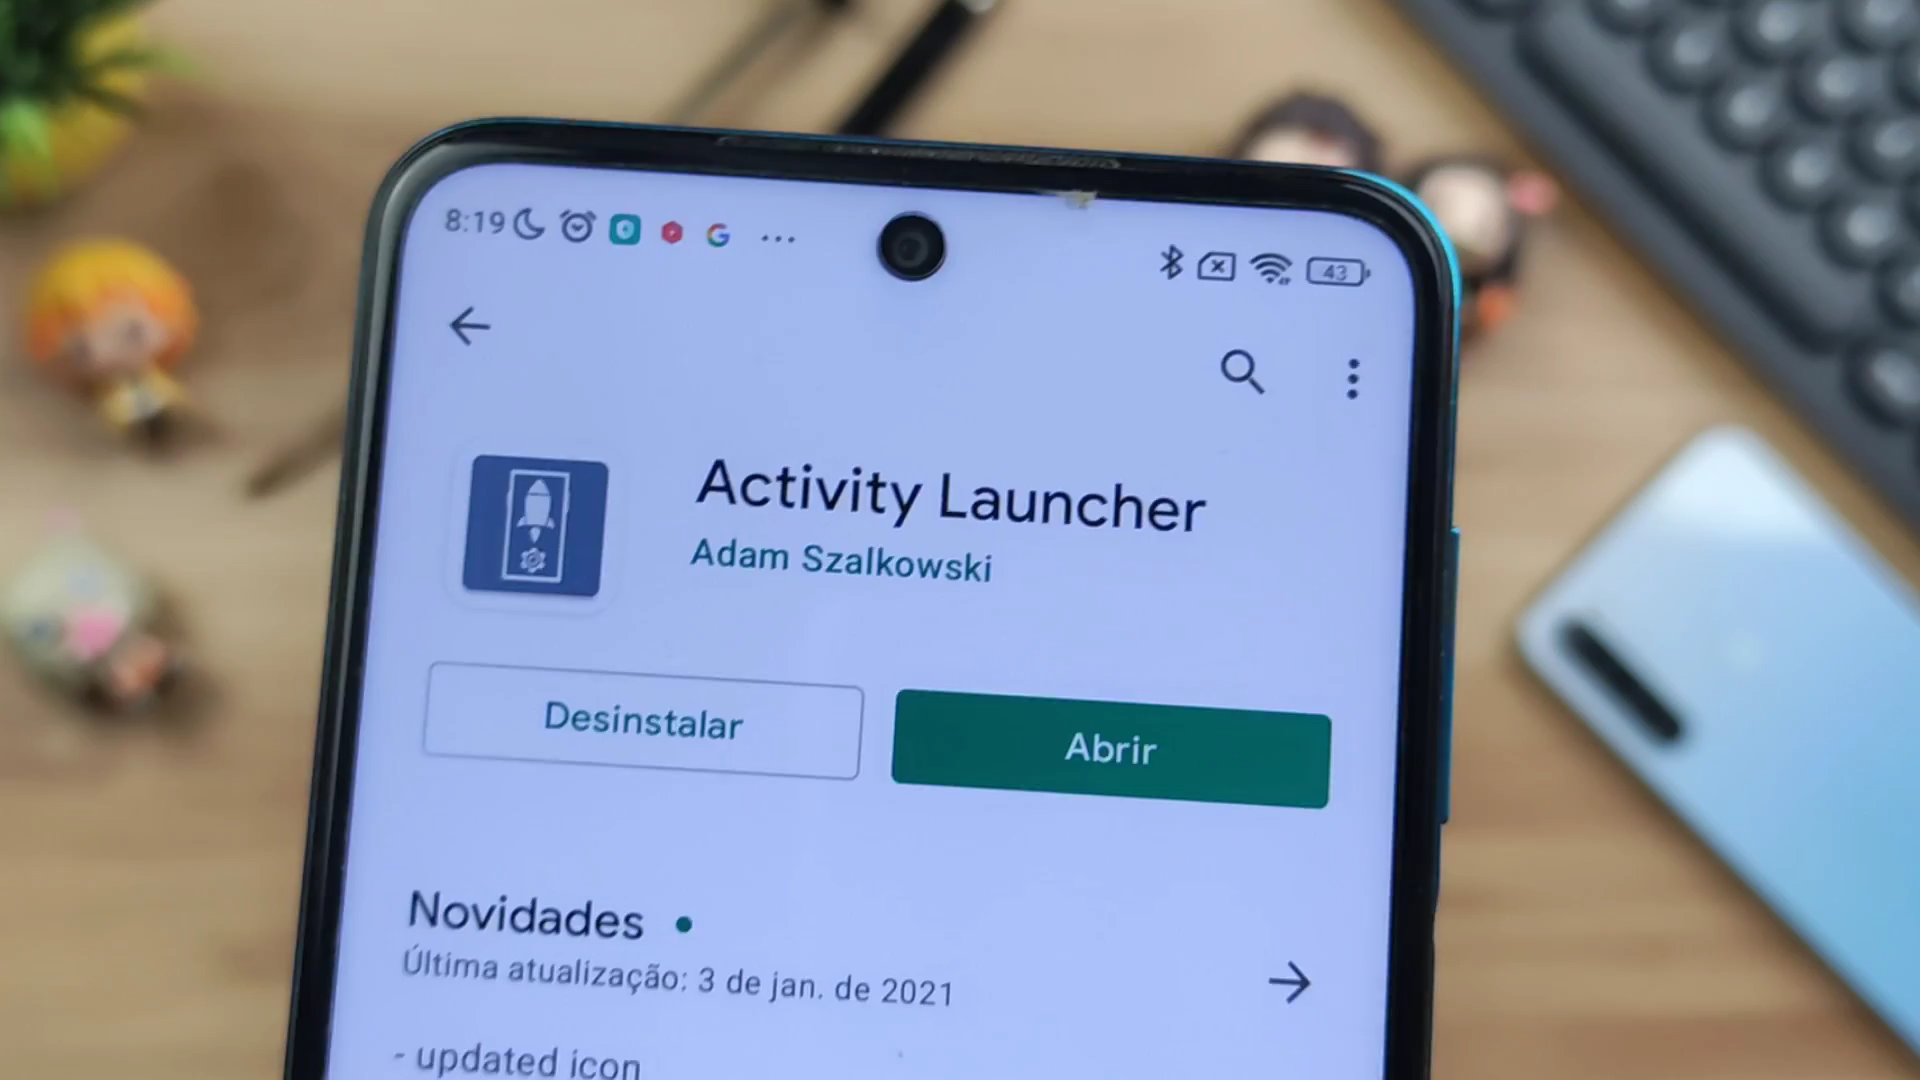 8:19
43
Activity Launcher
Adam Szalkowski
Desinstalar
Abrir
Novidades
Última atualização: 3 de jan. de 2021
- updated icon